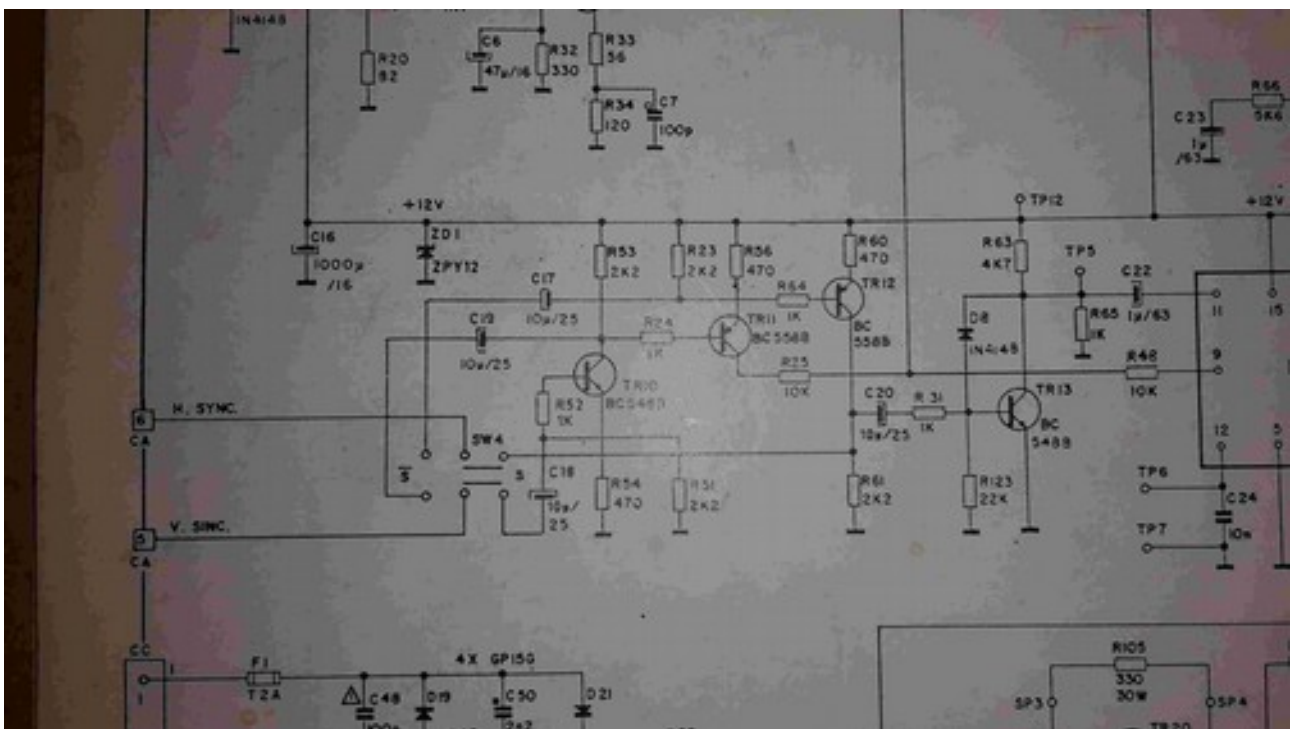 1N4148
R20
82
C6
47µ/16
R32
330
R33
56
R34
120
C7
100p
R66
5K6
C23
1µ
/63
+12V
TP12
+12V
C16
1000µ
/16
ZD1
ZPY12
R53
2K2
R23
2K2
R56
470
R60
470
R63
4K7
TP5
C22
1µ/63
C17
10µ/25
R64
1K
TR12
BC
558B
11
15
C19
10µ/25
R24
1K
TR11
BC558B
D8
1N4148
R65
1K
9
TR10
R25
10K
R48
10K
R52
1K
C20
10µ/25
R31
1K
TR13
BC
548B
6
H. SYNC.
CA
SW4
S
S
C18
10µ/
25
R54
470
R51
2K2
R61
2K2
R123
22K
12
5
TP6
C24
10n
TP7
5
V. SINC.
CA
CC
1
1
F1
T2A
4X GP15G
C48
D19
C50
D21
R105
330
30W
SP3
SP4
TR20